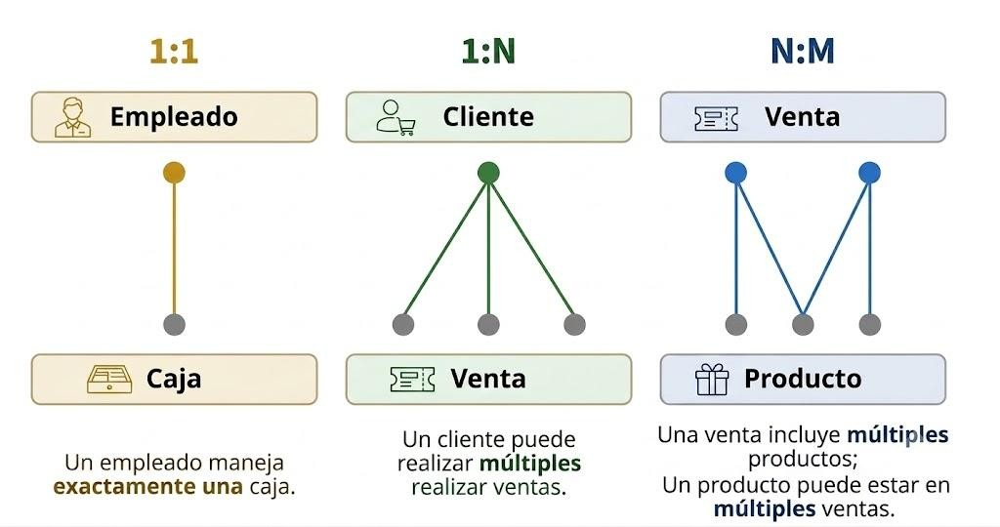 1:1
Empleado
Caja
Un empleado maneja
exactamente una caja.
1:N
Cliente
Venta
Un cliente puede
realizar múltiples
realizar ventas.
N:M
Venta
Producto
Una venta incluye múltiples
productos;
Un producto puede estar en
múltiples ventas.